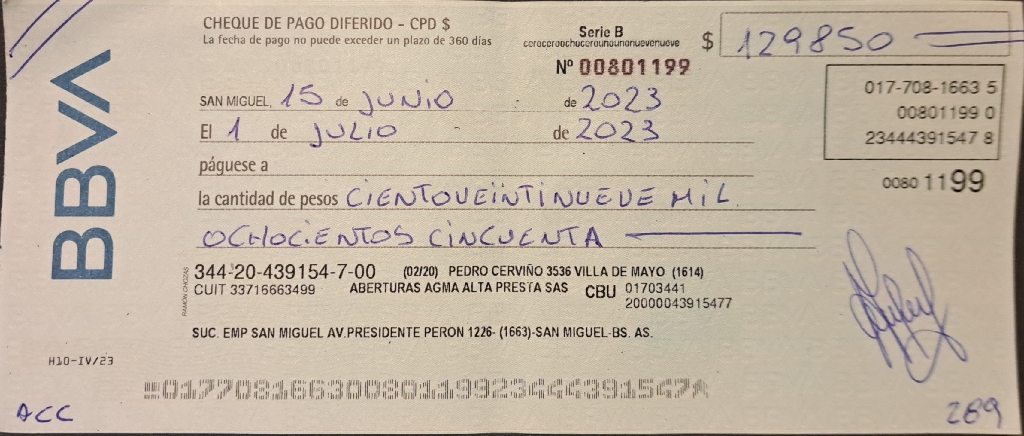 BBVA
CHEQUE DE PAGO DIFERIDO - CPD $
La fecha de pago no puede exceder un plazo de 360 días
Serie B
ceroceroochoceroununonuevenueve
Nº 00801199
$ 129850
017-708-1663 5
00801199 0
23444391547 8
0080 1199
SAN MIGUEL, 15 de JUNIO de 2023
El 1 de JULIO de 2023
páguese a
la cantidad de pesos CIENTOVEINTINUEVE MIL
OCHOCIENTOS CINCUENTA
RAMÓN CHOZAS
344-20-439154-7-00 (02/20) PEDRO CERVIÑO 3536 VILLA DE MAYO (1614)
CUIT 33716663499 ABERTURAS AGMA ALTA PRESTA SAS CBU 01703441
20000043915477
SUC. EMP SAN MIGUEL AV.PRESIDENTE PERON 1226- (1663)-SAN MIGUEL-BS. AS.
H10-IV/23
01770816630080119923444391547
ACC
289